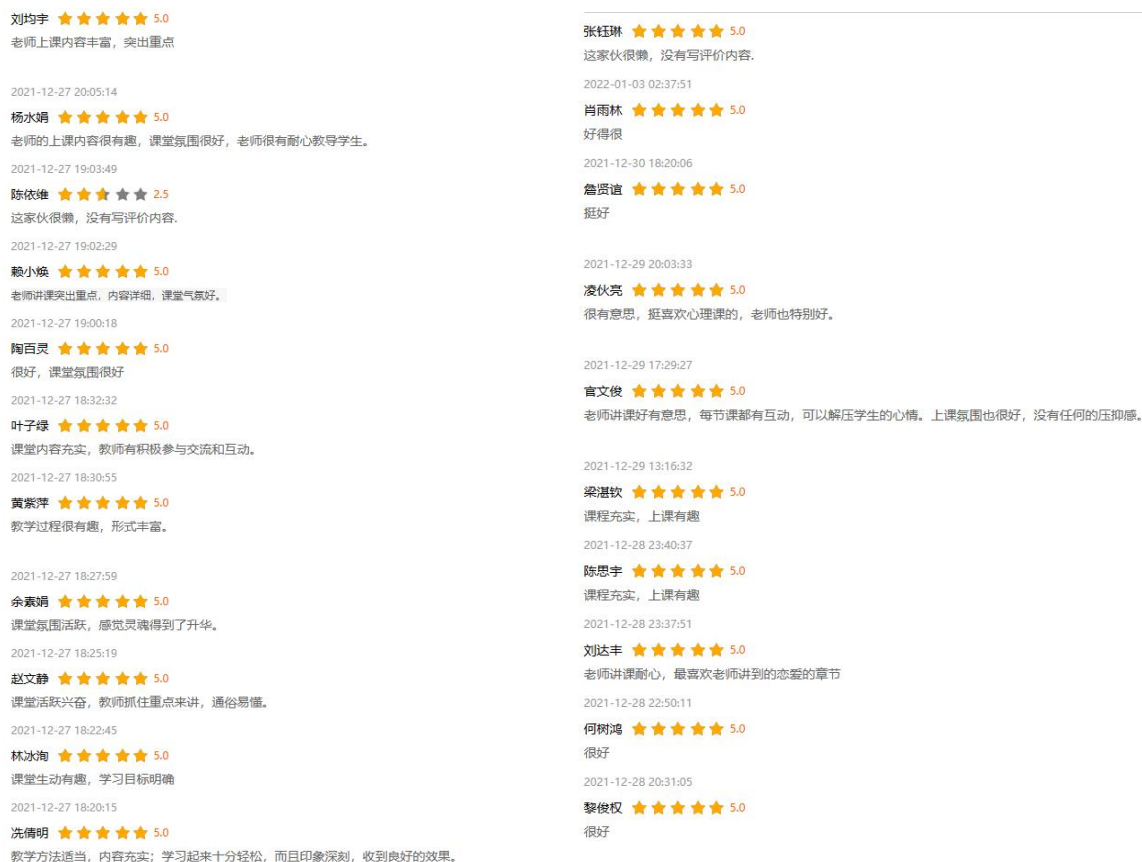 刘均宇 5.0
老师上课内容丰富，突出重点
2021-12-27 20:05:14
杨水娟 5.0
老师的上课内容很有趣，课堂氛围很好，老师很有耐心教导学生。
2021-12-27 19:03:49
陈依维 2.5
这家伙很懒，没有写评价内容.
2021-12-27 19:02:29
赖小焕 5.0
老师讲课突出重点，内容详细，课堂气氛好。
2021-12-27 19:00:18
陶百灵 5.0
很好，课堂氛围很好
2021-12-27 18:32:32
叶子绿 5.0
课堂内容充实，教师有积极参与交流和互动。
2021-12-27 18:30:55
黄紫萍 5.0
教学过程很有趣，形式丰富。
2021-12-27 18:27:59
余素娟 5.0
课堂氛围活跃，感觉灵魂得到了升华。
2021-12-27 18:25:19
赵文静 5.0
课堂活跃兴奋，教师抓住重点来讲，通俗易懂。
2021-12-27 18:22:45
林冰洵 5.0
课堂生动有趣，学习目标明确
2021-12-27 18:20:15
冼倩明 5.0
教学方法适当，内容充实；学习起来十分轻松，而且印象深刻，收到良好的效果。
张钰琳 5.0
这家伙很懒，没有写评价内容.
2022-01-03 02:37:51
肖雨林 5.0
好得很
2021-12-30 18:20:06
詹贤谊 5.0
挺好
2021-12-29 20:03:33
凌伙亮 5.0
很有意思，挺喜欢心理课的，老师也特别好。
2021-12-29 17:29:27
官文俊 5.0
老师讲课好有意思，每节课都有互动，可以解压学生的心情。上课氛围也很好，没有任何的压抑感。
2021-12-29 13:16:32
梁湛钦 5.0
课程充实，上课有趣
2021-12-28 23:40:37
陈思宇 5.0
课程充实，上课有趣
2021-12-28 23:37:51
刘达丰 5.0
老师讲课耐心，最喜欢老师讲到的恋爱的章节
2021-12-28 22:50:11
何树鸿 5.0
很好
2021-12-28 20:31:05
黎俊权 5.0
很好